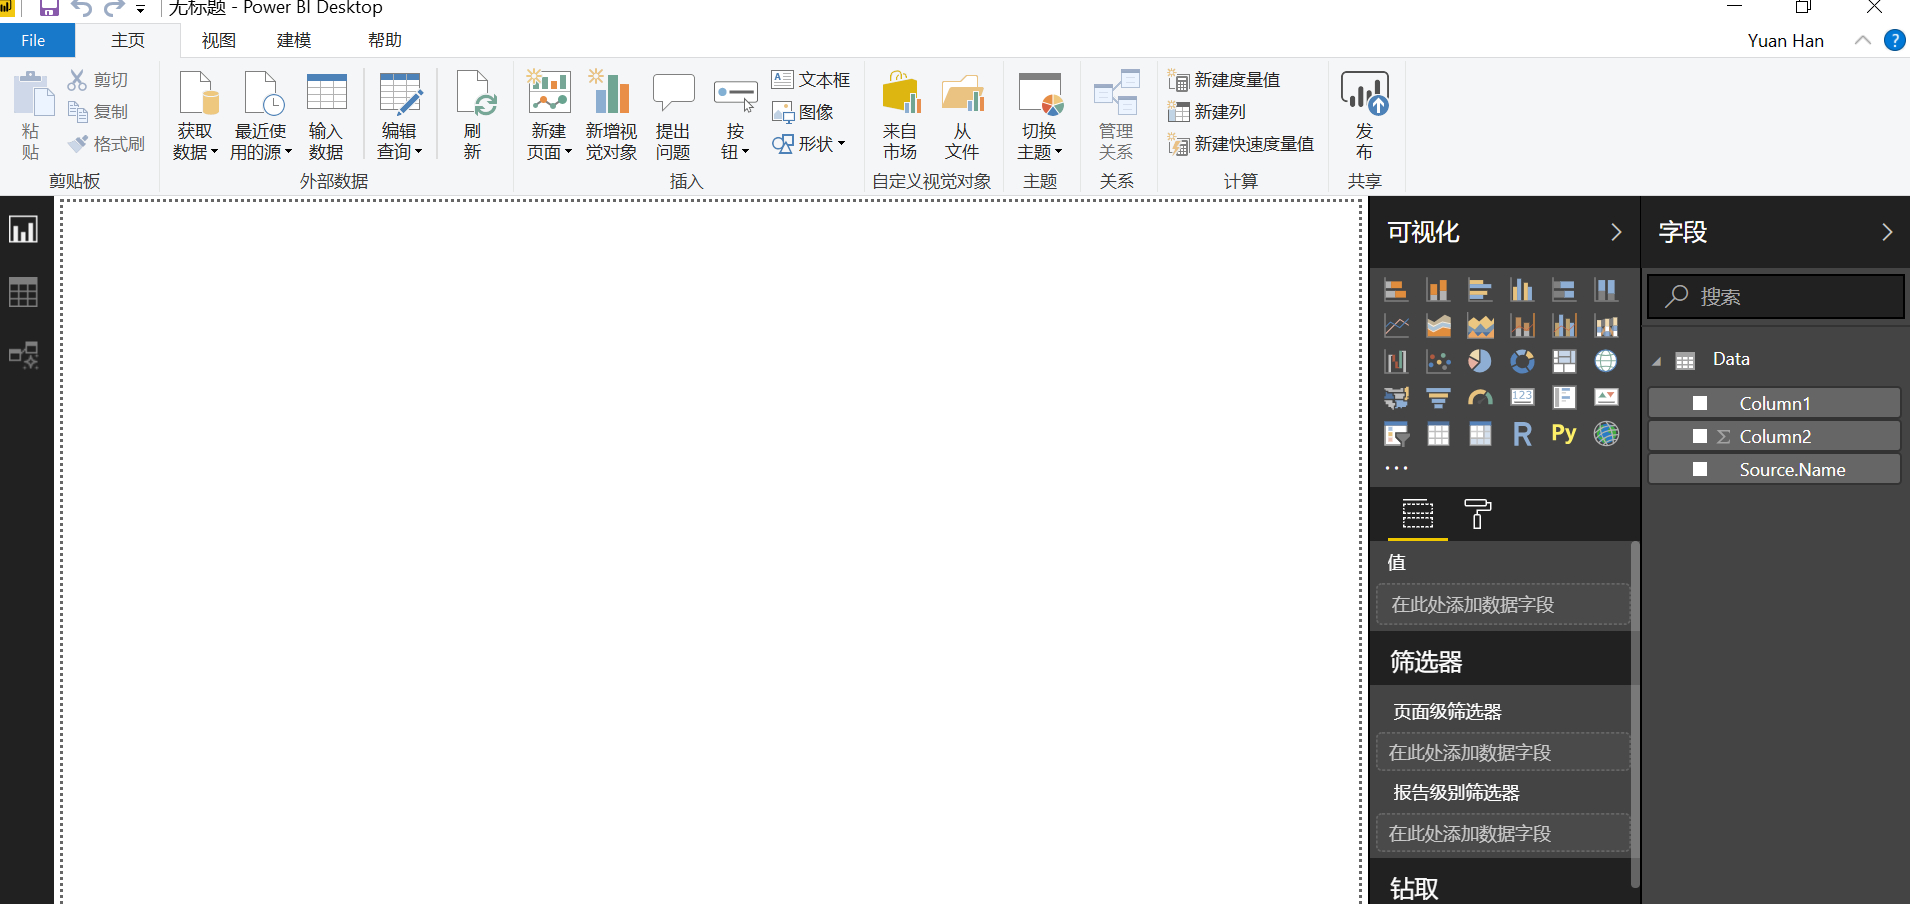 无标题 - Power BI Desktop
File
主页
视图
建模
帮助
Yuan Han
?
粘贴
剪切
复制
格式刷
剪贴板
获取数据
最近使用的源
输入数据
编辑查询
外部数据
刷新
新建页面
新增视觉对象
提出问题
按钮
文本框
图像
形状
插入
来自市场
从文件
自定义视觉对象
切换主题
主题
管理关系
关系
新建度量值
新建列
新建快速度量值
计算
发布
共享
可视化
字段
搜索
Data
Column1
Σ Column2
Source.Name
123
R
Py
...
值
在此处添加数据字段
筛选器
页面级筛选器
在此处添加数据字段
报告级别筛选器
在此处添加数据字段
钻取